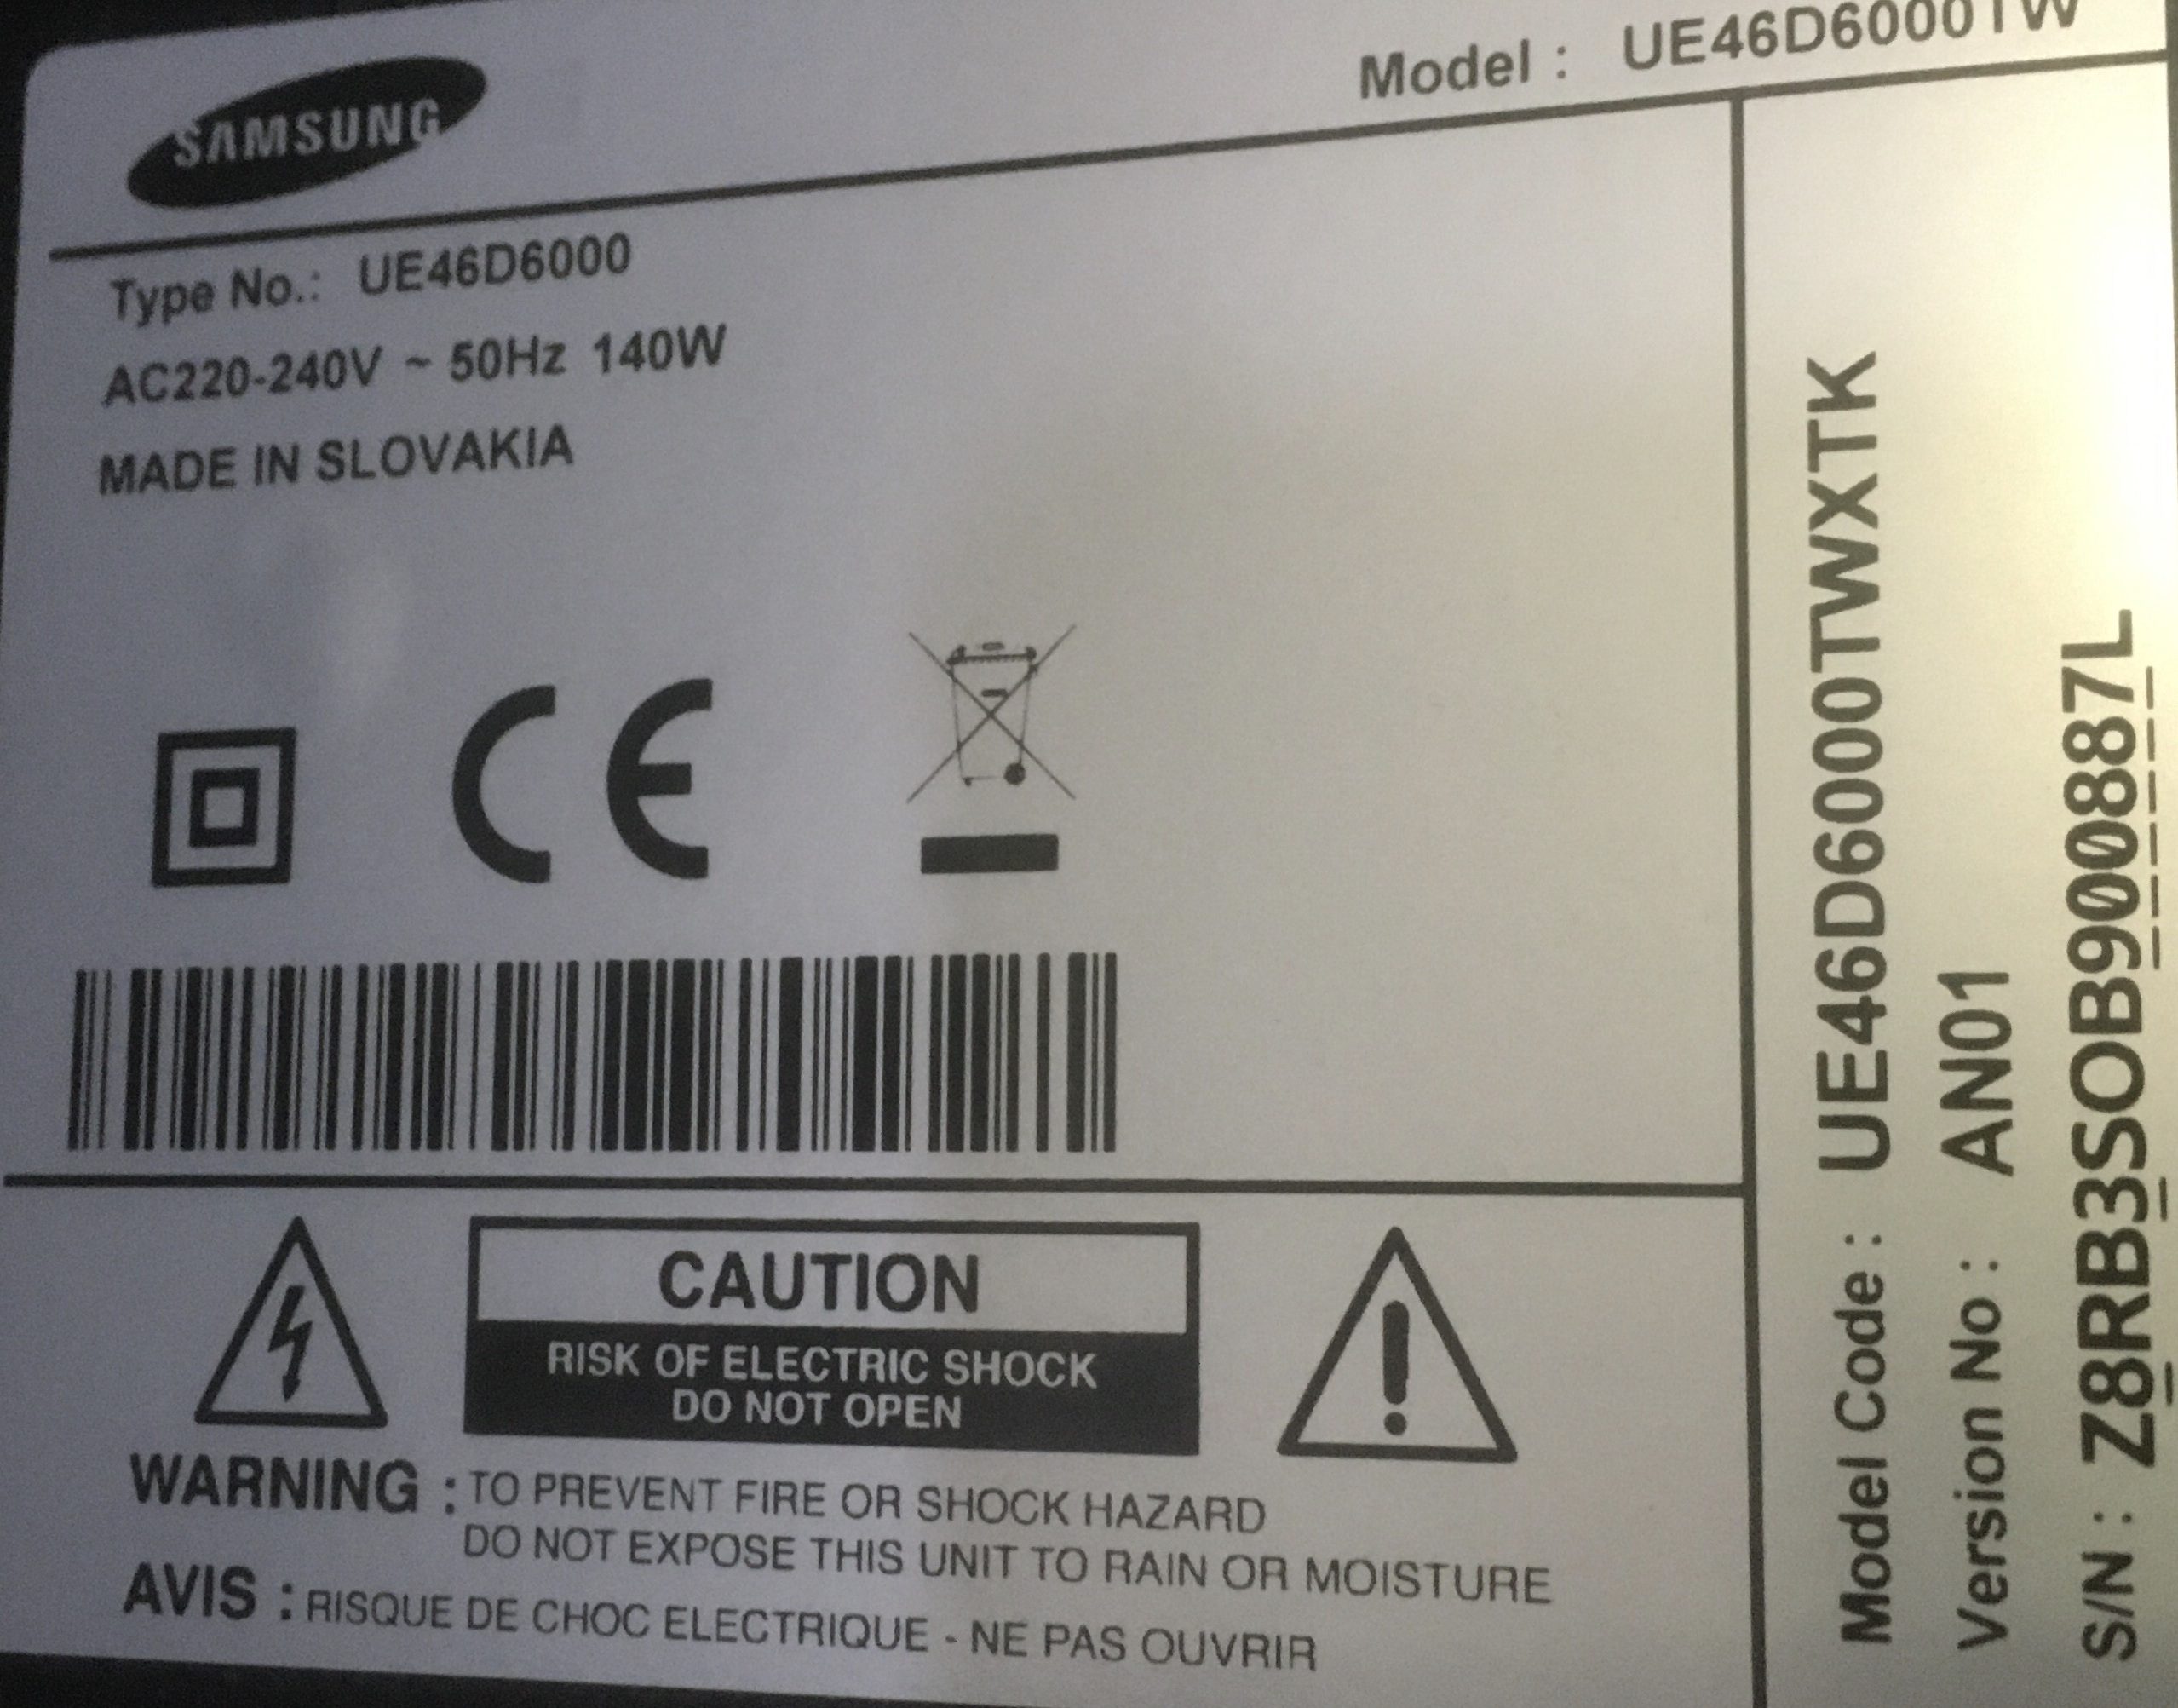 SAMSUNG
Model : UE46D6000TW
Type No.: UE46D6000
AC220-240V ~ 50Hz 140W
MADE IN SLOVAKIA
CE
CAUTION
RISK OF ELECTRIC SHOCK
DO NOT OPEN
WARNING : TO PREVENT FIRE OR SHOCK HAZARD
DO NOT EXPOSE THIS UNIT TO RAIN OR MOISTURE
AVIS : RISQUE DE CHOC ELECTRIQUE - NE PAS OUVRIR
Model Code : UE46D6000TWXTK
Version No : AN01
S/N : Z8RB3SOB900887L